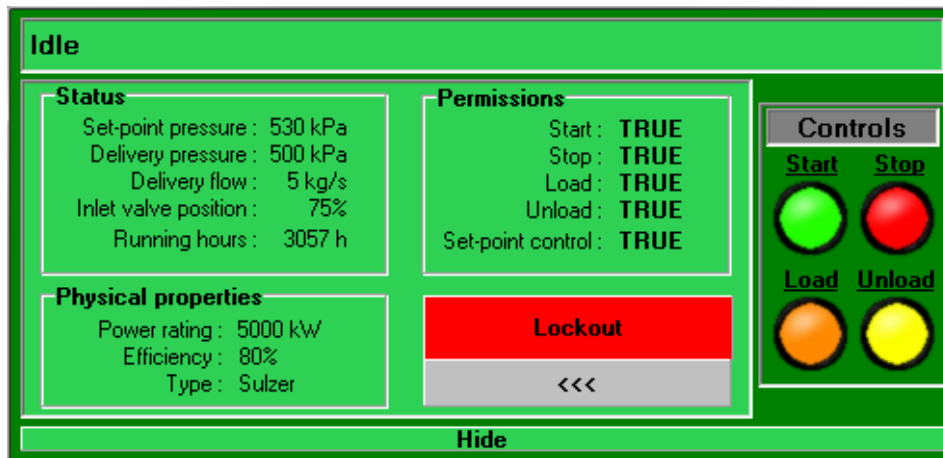 Idle
Status
Set-point pressure : 530 kPa
Delivery pressure : 500 kPa
Delivery flow : 5 kg/s
Inlet valve position : 75%
Running hours : 3057 h
Permissions
Start : TRUE
Stop : TRUE
Load : TRUE
Unload : TRUE
Set-point control : TRUE
Physical properties
Power rating : 5000 kW
Efficiency : 80%
Type : Sulzer
Lockout
<<<
Controls
Start Stop
Load Unload
Hide